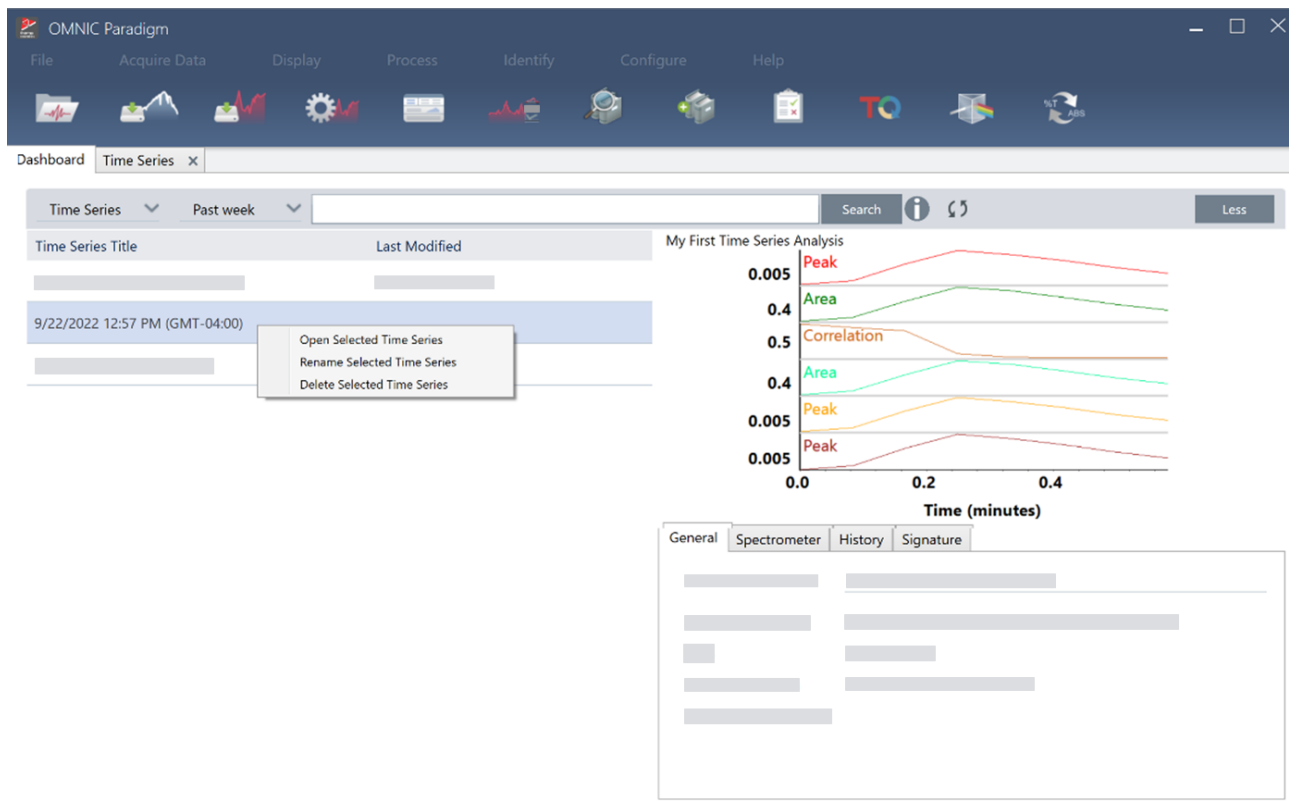 OMNIC Paradigm
File Acquire Data Display Process Identify Configure Help
TQ %T ABS
Dashboard Time Series
Time Series Past week Search i Less
Time Series Title Last Modified
9/22/2022 12:57 PM (GMT-04:00)
Open Selected Time Series
Rename Selected Time Series
Delete Selected Time Series
My First Time Series Analysis
0.005 Peak
0.4 Area
0.5 Correlation
0.4 Area
0.005 Peak
0.005 Peak
0.0 0.2 0.4
Time (minutes)
General Spectrometer History Signature